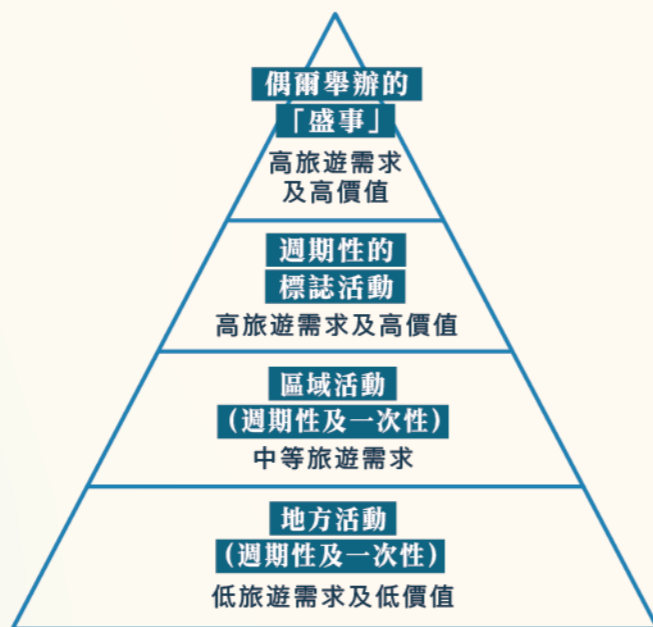 偶爾舉辦的
「盛事」
高旅遊需求
及高價值
週期性的
標誌活動
高旅遊需求及高價值
區域活動
(週期性及一次性)
中等旅遊需求
地方活動
(週期性及一次性)
低旅遊需求及低價值